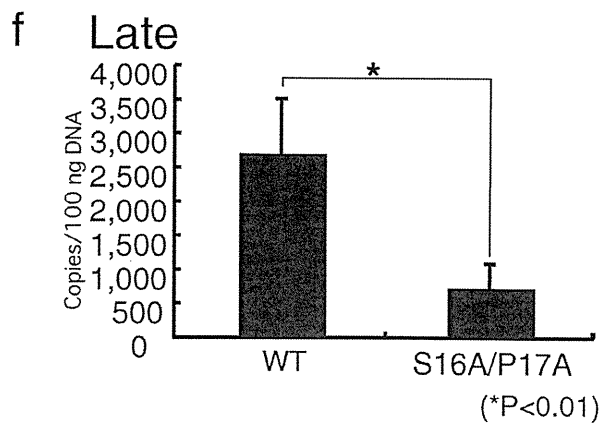 f Late
4,000
3,500
3,000
2,500
2,000
1,500
1,000
500
0
Copies/100 ng DNA
*
WT S16A/P17A
(*P<0.01)